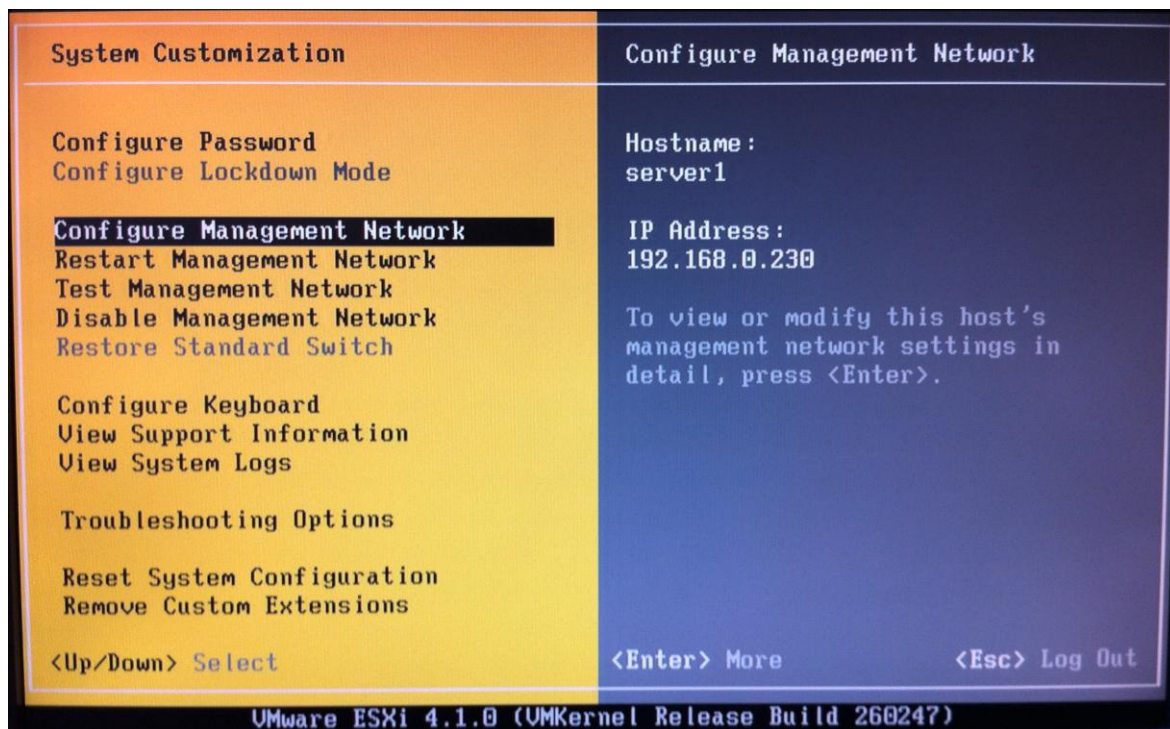 System Customization
Configure Password
Configure Lockdown Mode
Configure Management Network
Restart Management Network
Test Management Network
Disable Management Network
Restore Standard Switch
Configure Keyboard
View Support Information
View System Logs
Troubleshooting Options
Reset System Configuration
Remove Custom Extensions
<Up/Down> Select
Configure Management Network
Hostname:
server1
IP Address:
192.168.0.230
To view or modify this host's
management network settings in
detail, press <Enter>.
<Enter> More <Esc> Log Out
VMware ESXi 4.1.0 (VMKernel Release Build 260247)